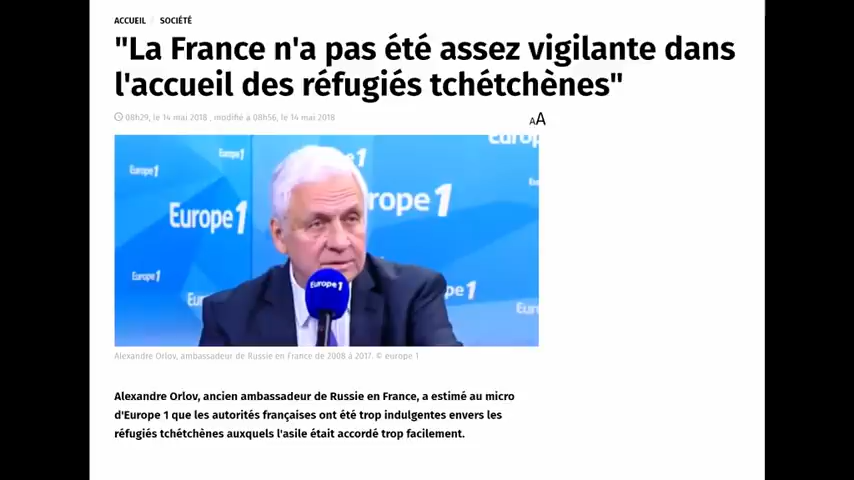 ACCUEIL / SOCIÉTÉ
"La France n'a pas été assez vigilante dans
l'accueil des réfugiés tchétchènes"
08h29, le 14 mai 2018 , modifié à 08h56, le 14 mai 2018
AA
Europe 1
Europe 1
Europe 1
Europe 1
Europe 1
Europe 1
Alexandre Orlov, ambassadeur de Russie en France de 2008 à 2017. © europe 1
Alexandre Orlov, ancien ambassadeur de Russie en France, a estimé au micro
d'Europe 1 que les autorités françaises ont été trop indulgentes envers les
réfugiés tchétchènes auxquels l'asile était accordé trop facilement.